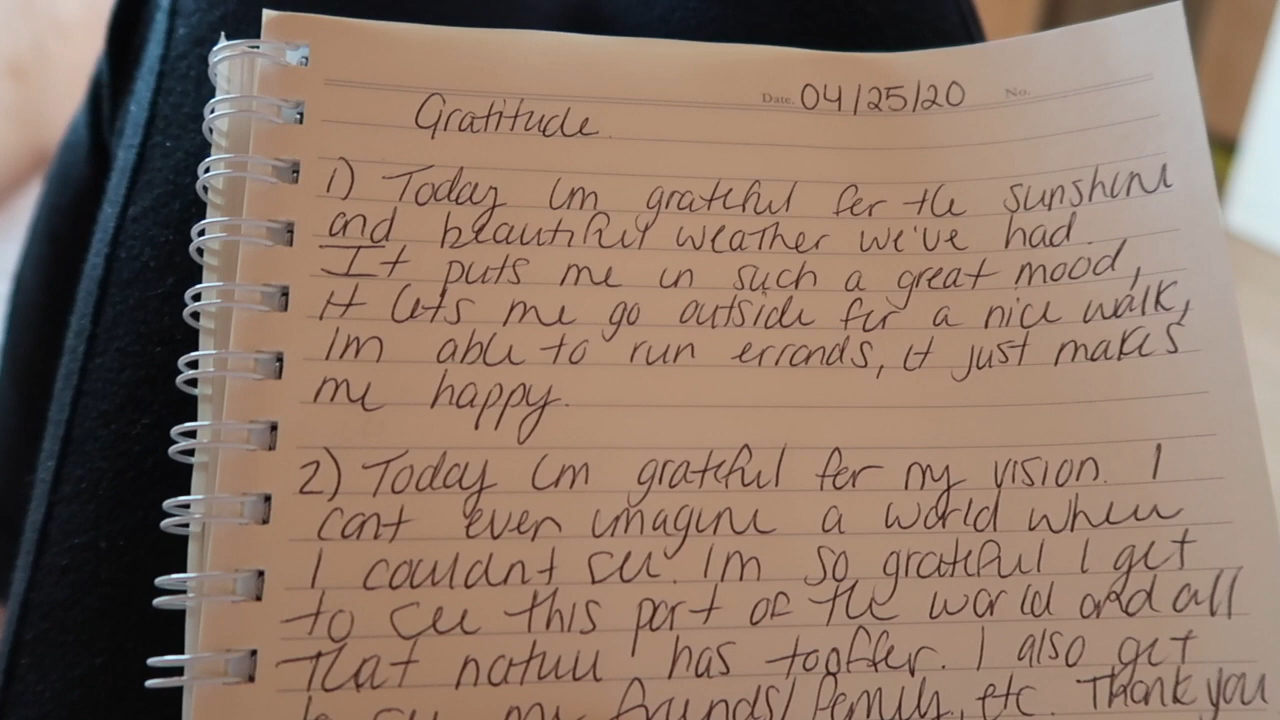 Date. 04/25/20 No.
Gratitude
1) Today im grateful for the sunshine
and beautiful weather we've had.
It puts me in such a great mood,
it lets me go outside for a nice walk,
Im able to run errands, it just makes
me happy.
2) Today im grateful for my vision. I
cant ever imagine a world where
I couldnt see. Im so grateful I get
to see this part of the world and all
that nature has to offer. I also get
to see my friends/family, etc. Thank you